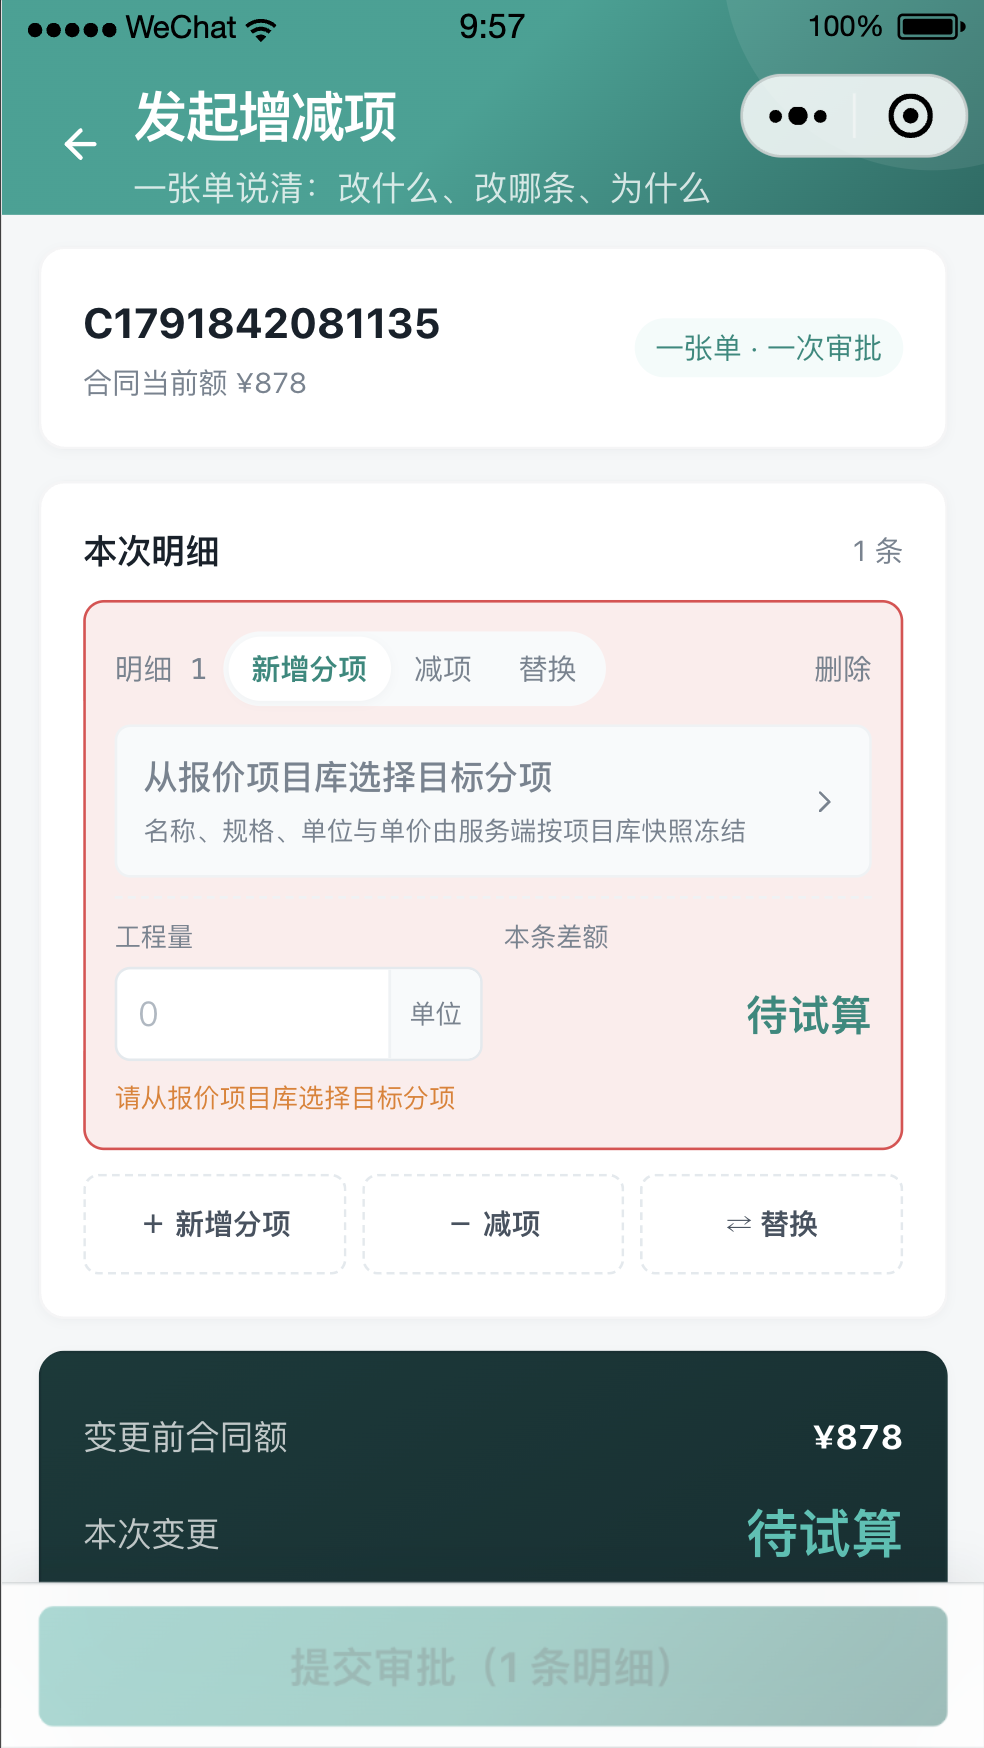 WeChat 9:57 100%
发起增减项
一张单说清：改什么、改哪条、为什么
C1791842081135
一张单 · 一次审批
合同当前额 ¥878
本次明细 1 条
明细 1 新增分项 减项 替换 删除
从报价项目库选择目标分项
名称、规格、单位与单价由服务端按项目库快照冻结
工程量 本条差额
0 单位 待试算
请从报价项目库选择目标分项
+ 新增分项 − 减项 ⇄ 替换
变更前合同额 ¥878
本次变更 待试算
提交审批（1 条明细）